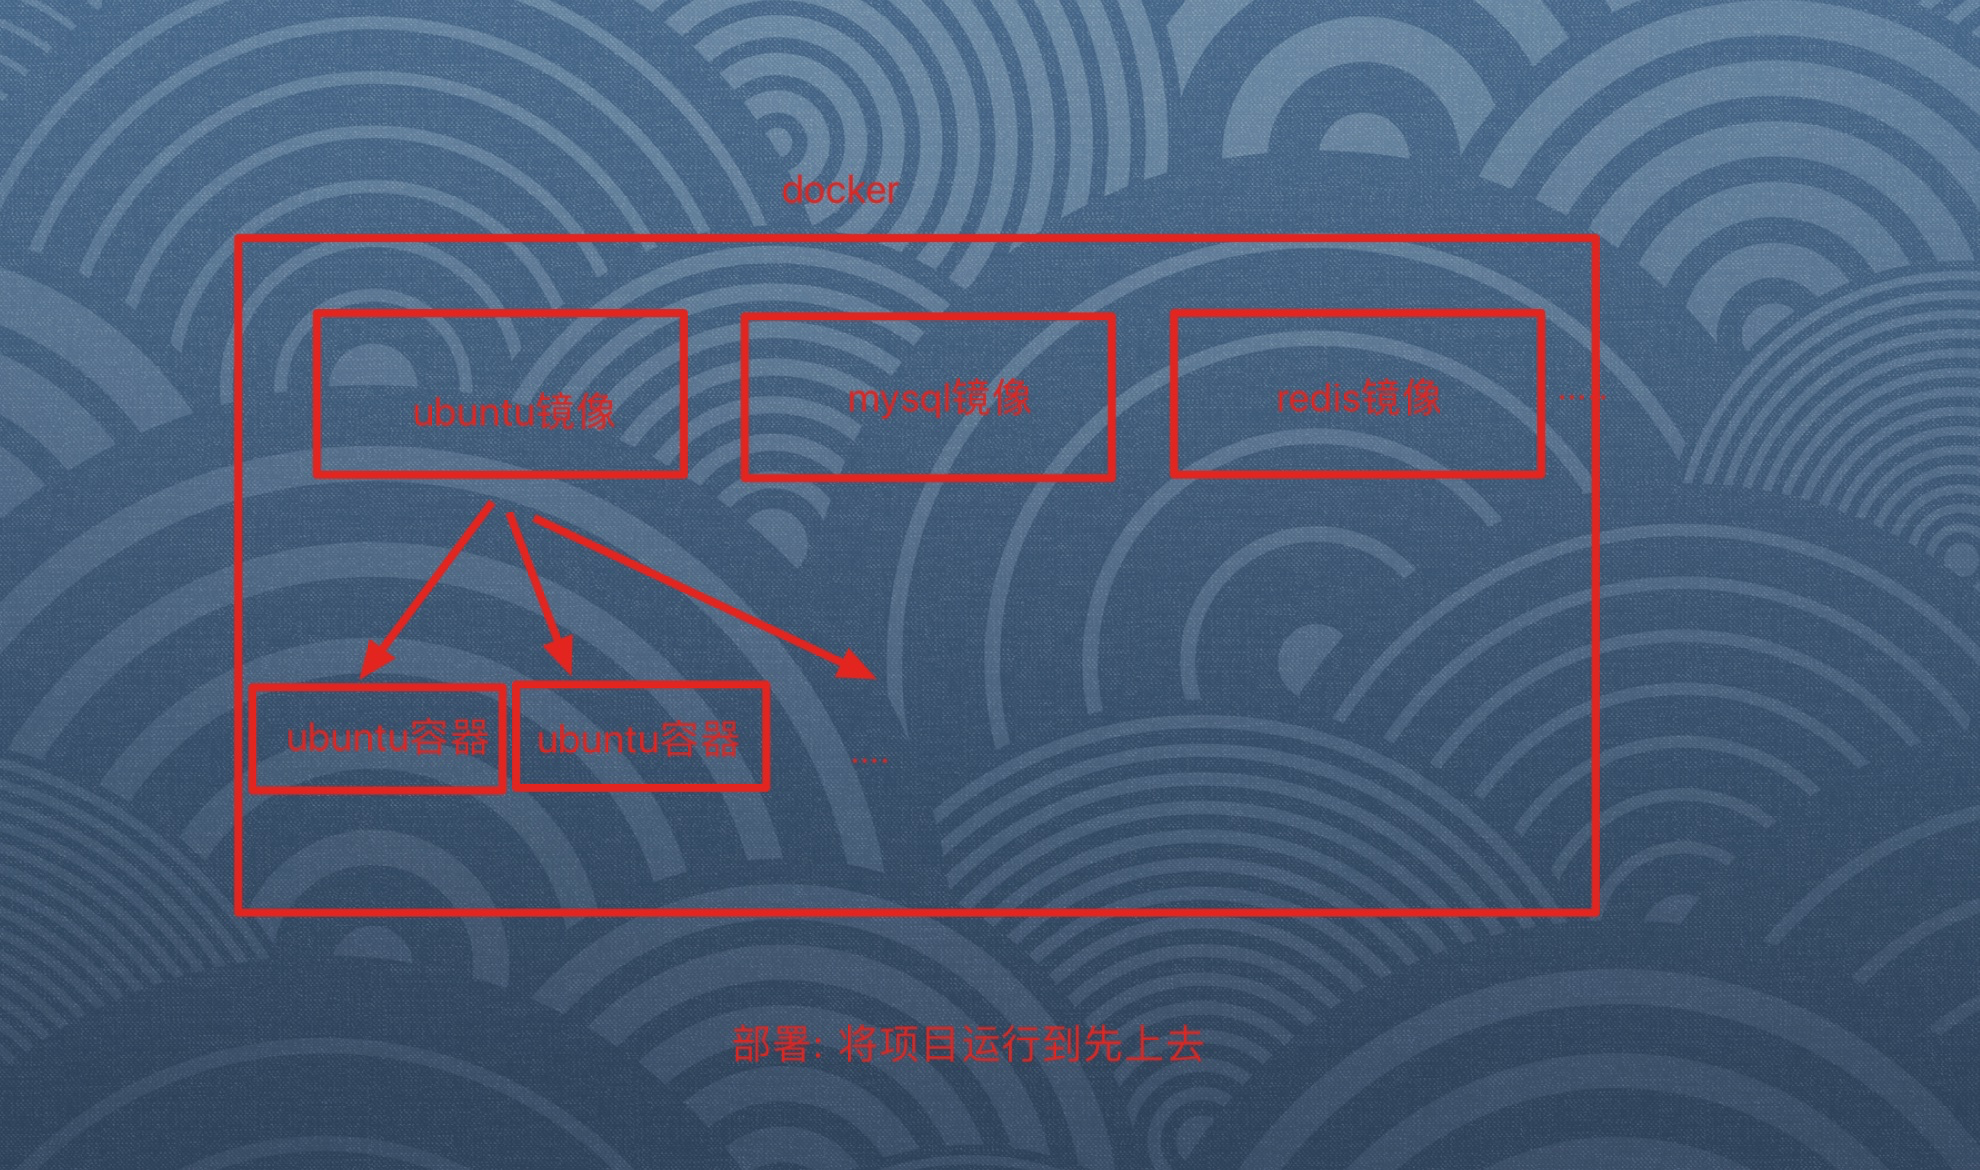 docker
ubuntu镜像
mysql镜像
redis镜像
.....
ubuntu容器
ubuntu容器
....
部署: 将项目运行到先上去